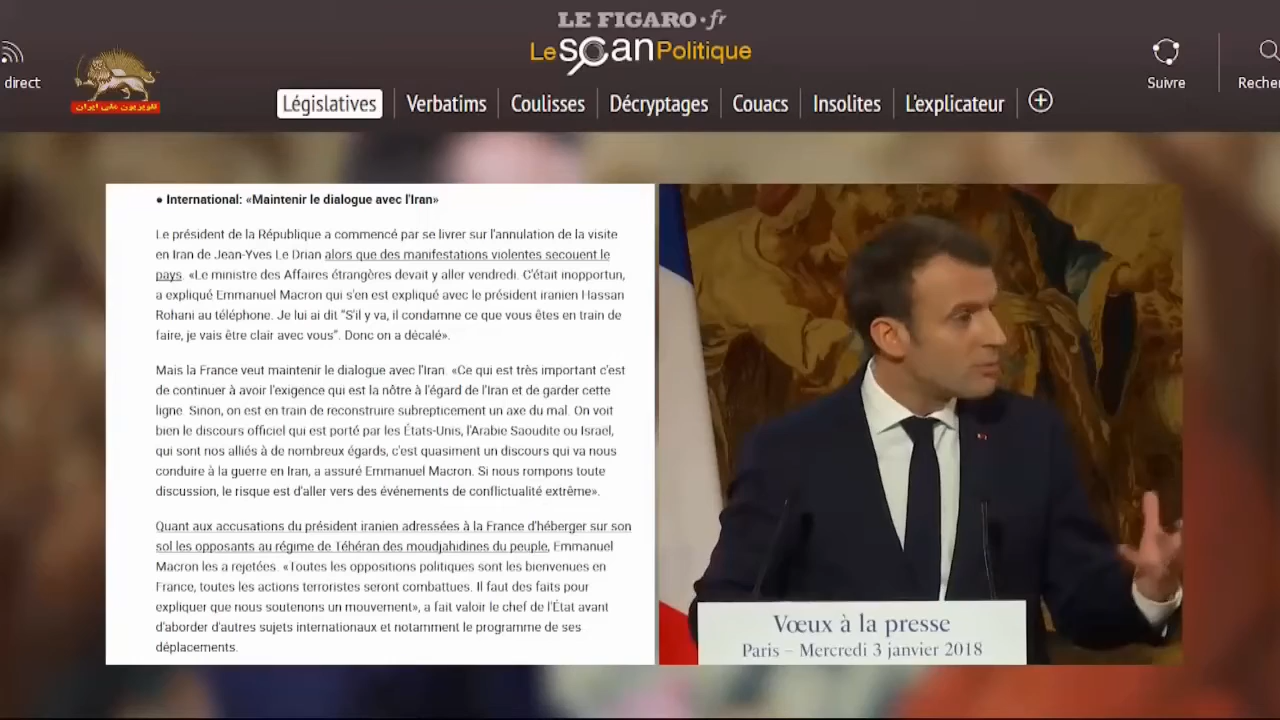 LE FIGARO·fr
Le scan Politique
direct
تلویزیون ملی ایران
Suivre
Recher
Législatives
Verbatims
Coulisses
Décryptages
Couacs
Insolites
L'explicateur
● International: «Maintenir le dialogue avec l'Iran»
Le président de la République a commencé par se livrer sur l'annulation de la visite
en Iran de Jean-Yves Le Drian alors que des manifestations violentes secouent le
pays. «Le ministre des Affaires étrangères devait y aller vendredi. C'était inopportun,
a expliqué Emmanuel Macron qui s'en est expliqué avec le président iranien Hassan
Rohani au téléphone. Je lui ai dit "S'il y va, il condamne ce que vous êtes en train de
faire, je vais être clair avec vous". Donc on a décalé».
Mais la France veut maintenir le dialogue avec l'Iran. «Ce qui est très important c'est
de continuer à avoir l'exigence qui est la nôtre à l'égard de l'Iran et de garder cette
ligne. Sinon, on est en train de reconstruire subrepticement un axe du mal. On voit
bien le discours officiel qui est porté par les États-Unis, l'Arabie Saoudite ou Israel,
qui sont nos alliés à de nombreux égards, c'est quasiment un discours qui va nous
conduire à la guerre en Iran, a assuré Emmanuel Macron. Si nous rompons toute
discussion, le risque est d'aller vers des événements de conflictualité extrême».
Quant aux accusations du président iranien adressées à la France d'héberger sur son
sol les opposants au régime de Téhéran des moudjahidines du peuple, Emmanuel
Macron les a rejetées. «Toutes les oppositions politiques sont les bienvenues en
France, toutes les actions terroristes seront combattues. Il faut des faits pour
expliquer que nous soutenons un mouvement», a fait valoir le chef de l'État avant
d'aborder d'autres sujets internationaux et notamment le programme de ses
déplacements.
Vœux à la presse
Paris – Mercredi 3 janvier 2018